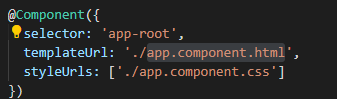 @Component({
selector: 'app-root',
templateUrl: './app.component.html',
styleUrls: ['./app.component.css']
})